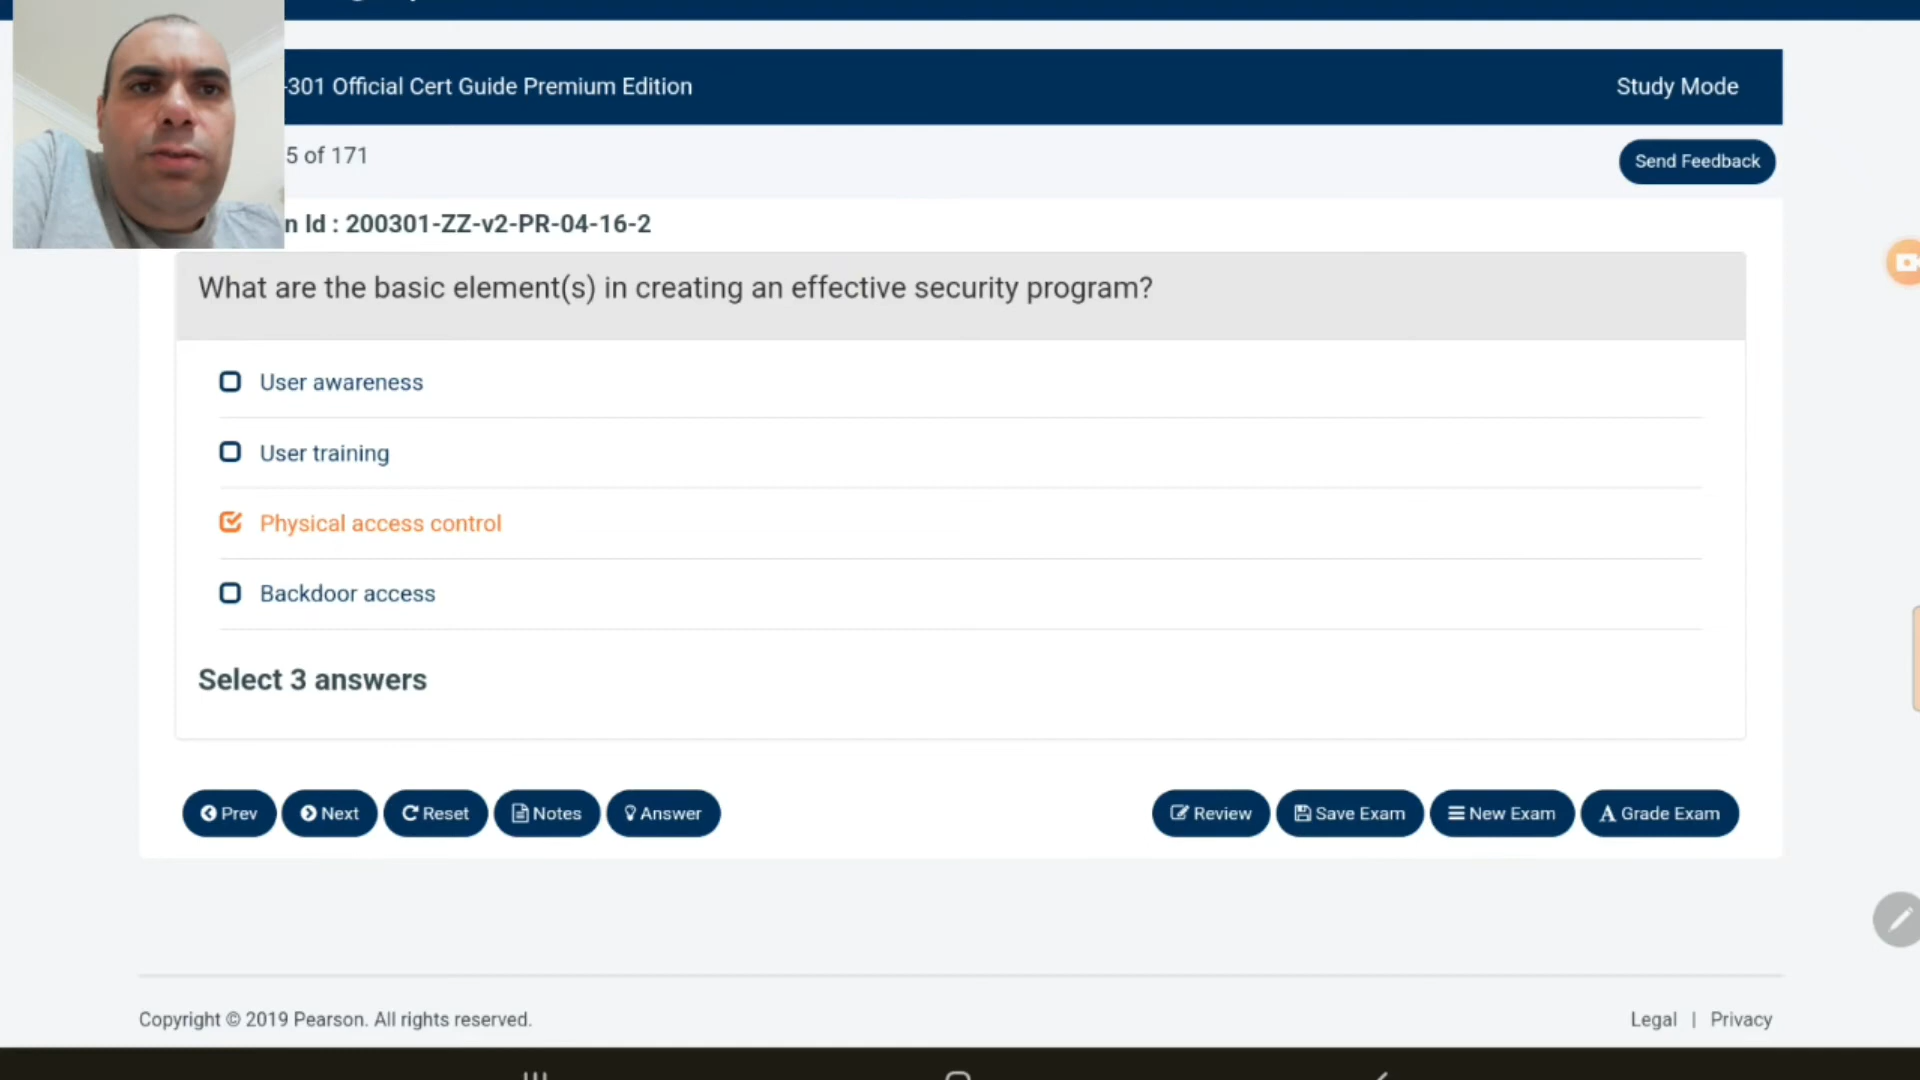 -301 Official Cert Guide Premium Edition
Study Mode
5 of 171
Send Feedback
n Id : 200301-ZZ-v2-PR-04-16-2
What are the basic element(s) in creating an effective security program?
User awareness
User training
Physical access control
Backdoor access
Select 3 answers
Prev Next Reset Notes Answer Review Save Exam New Exam Grade Exam
Copyright © 2019 Pearson. All rights reserved.
Legal | Privacy